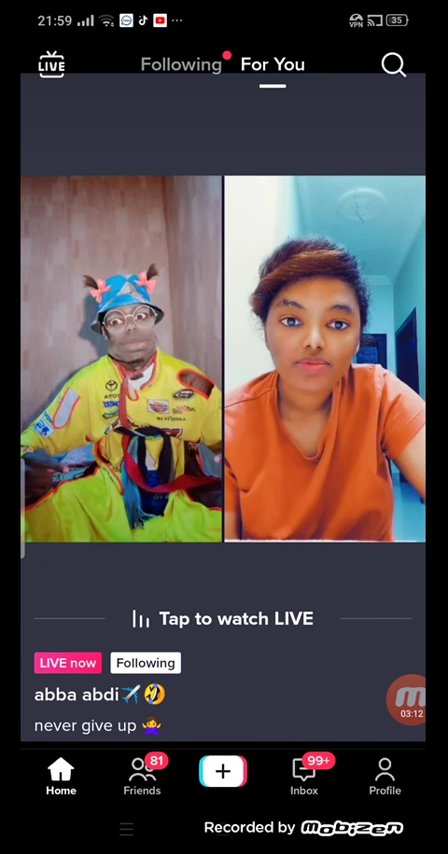 21:59
VPN
35
LIVE
Following
For You
Tap to watch LIVE
LIVE now
Following
abba abdi✈️🤣
never give up 🙅‍♀️
03:12
81
99+
Home
Friends
Inbox
Profile
Recorded by mobizen